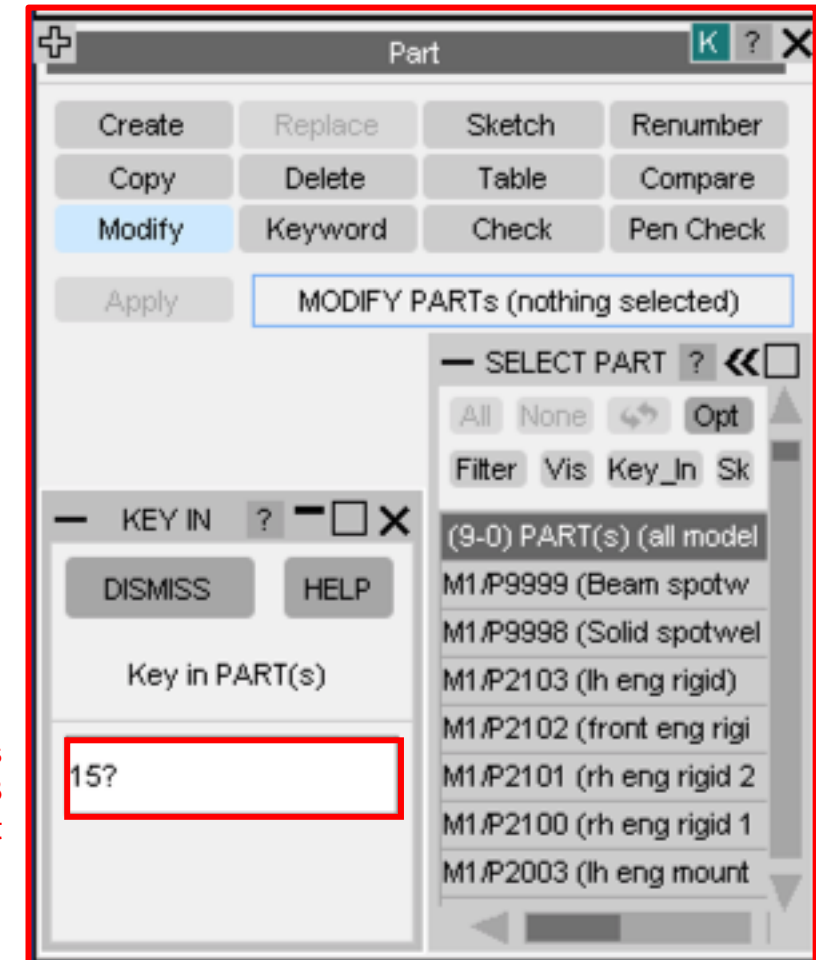 Part K ?
Create Replace Sketch Renumber
Copy Delete Table Compare
Modify Keyword Check Pen Check
Apply MODIFY PARTs (nothing selected)
SELECT PART ?
All None Opt
Filter Vis Key_In Sk
(9-0) PART(s) (all model
M1/P9999 (Beam spotw
M1/P9998 (Solid spotwel
M1/P2103 (lh eng rigid)
M1/P2102 (front eng rigi
M1/P2101 (rh eng rigid 2
M1/P2100 (rh eng rigid 1
M1/P2003 (lh eng mount
KEY IN ?
DISMISS HELP
Key in PART(s)
15?